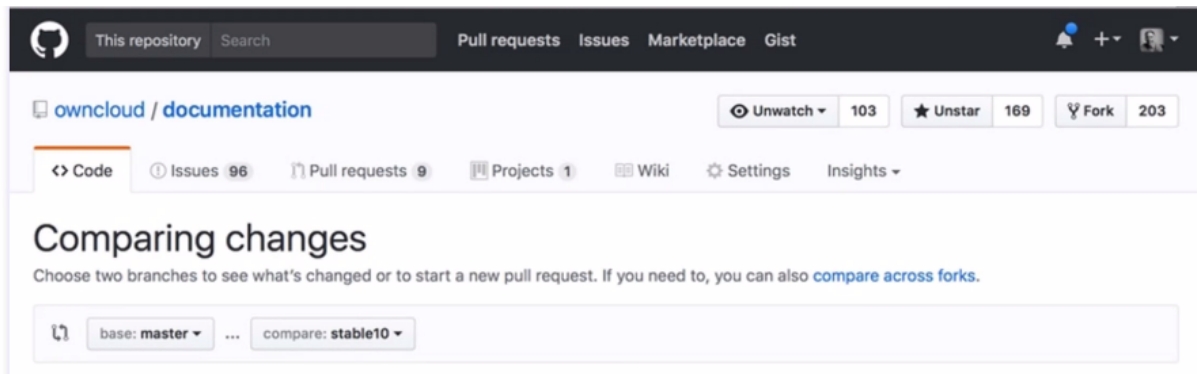 This repository Search Pull requests Issues Marketplace Gist
owncloud / documentation Unwatch 103 Unstar 169 Fork 203
<> Code Issues 96 Pull requests 9 Projects 1 Wiki Settings Insights
Comparing changes
Choose two branches to see what's changed or to start a new pull request. If you need to, you can also compare across forks.
base: master ... compare: stable10